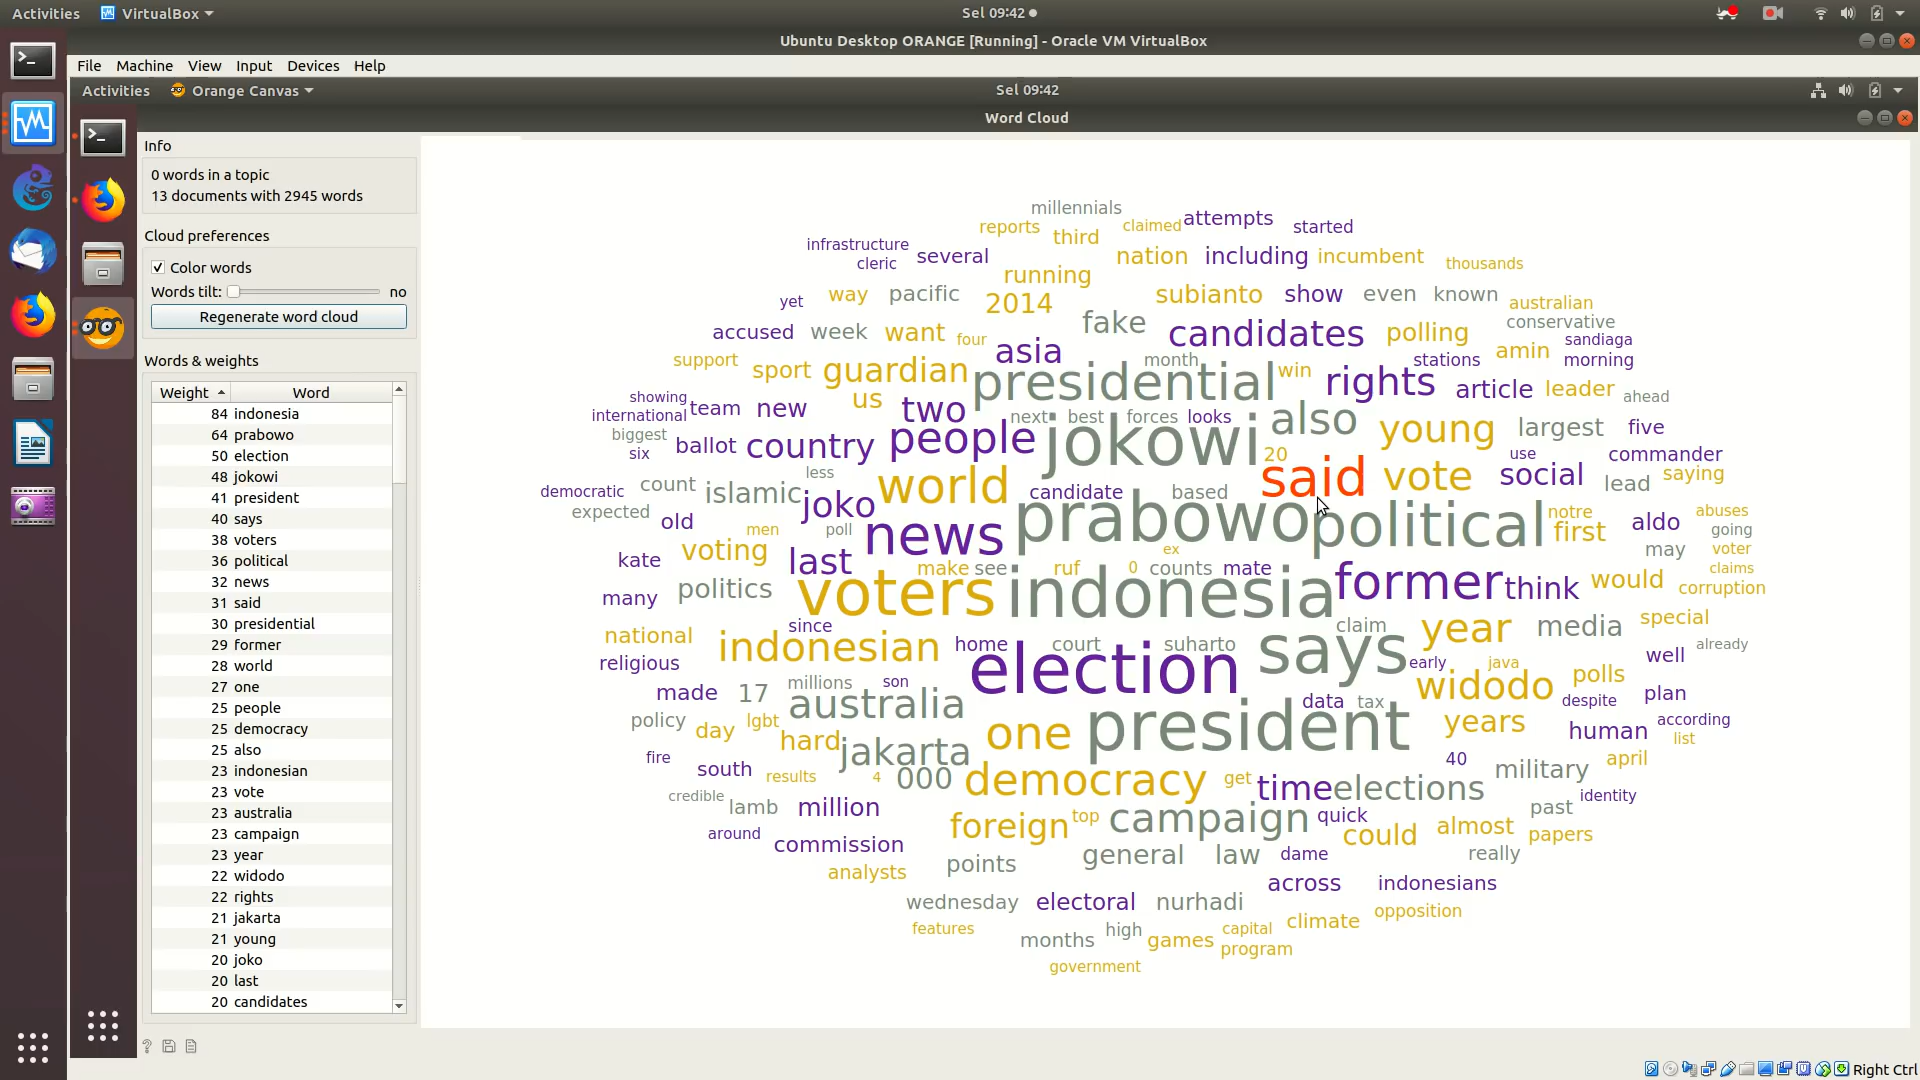 Activities VirtualBox Sel 09:42
Ubuntu Desktop ORANGE [Running] - Oracle VM VirtualBox
File Machine View Input Devices Help
Activities Orange Canvas Sel 09:42
Word Cloud
Info
0 words in a topic
13 documents with 2945 words
Cloud preferences
Color words
Words tilt: no
Regenerate word cloud
Words & weights
Weight Word
84 indonesia
64 prabowo
50 election
48 jokowi
41 president
40 says
38 voters
36 political
32 news
31 said
30 presidential
29 former
28 world
27 one
25 people
25 democracy
25 also
23 indonesian
23 vote
23 australia
23 campaign
23 year
22 widodo
22 rights
21 jakarta
21 young
20 joko
20 last
20 candidates
millennials
reports third claimed attempts started
infrastructure cleric several running nation including incumbent thousands
yet way pacific 2014 subianto show even known australian
accused week want four asia fake candidates polling conservative sandiaga
support sport guardian presidential month win stations amin morning
showing international team new us two rights article leader ahead
biggest six ballot country people next best forces looks jokowi also young largest five
democratic count less islamic joko world candidate based 20 said vote use social commander lead saying
expected old men poll news prabowo political notre first aldo abuses going
kate voting last make see ex ruf 0 counts mate former think would may voter claims corruption
many politics since voters indonesia claim year media special
national religious indonesian home court suharto says early java well already
made 17 millions son election data tax widodo polls despite plan
policy day lgbt australia one president years human according list
fire south results hard jakarta 4 000 democracy get time elections 40 military april
credible lamb million foreign top campaign quick past identity
around commission could almost papers
analysts points general law dame really
wednesday electoral nurhadi across indonesians
features months high games capital program climate opposition
government
Right Ctrl